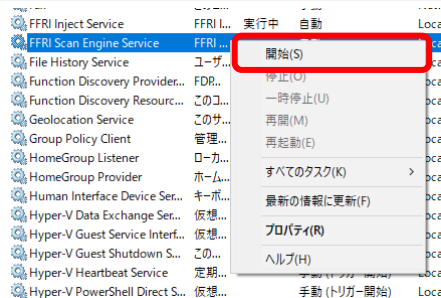 FFRI Inject Service FFRI I... 実行中 自動
FFRI Scan Engine Service FFRI ...
File History Service ユーザ...
Function Discovery Provider... FDP...
Function Discovery Resourc... このコ...
Geolocation Service このサ...
Group Policy Client 管理...
HomeGroup Listener ローカ...
HomeGroup Provider ホーム...
Human Interface Device Ser... キーボ...
Hyper-V Data Exchange Ser... 仮想...
Hyper-V Guest Service Interf... 仮想...
Hyper-V Guest Shutdown S... この...
Hyper-V Heartbeat Service 定期...
Hyper-V PowerShell Direct S... 仮想...
開始(S)
停止(O)
一時停止(U)
再開(M)
再起動(E)
すべてのタスク(K)
最新の情報に更新(F)
プロパティ(R)
ヘルプ(H)
手動 (トリガー開始)
Loca